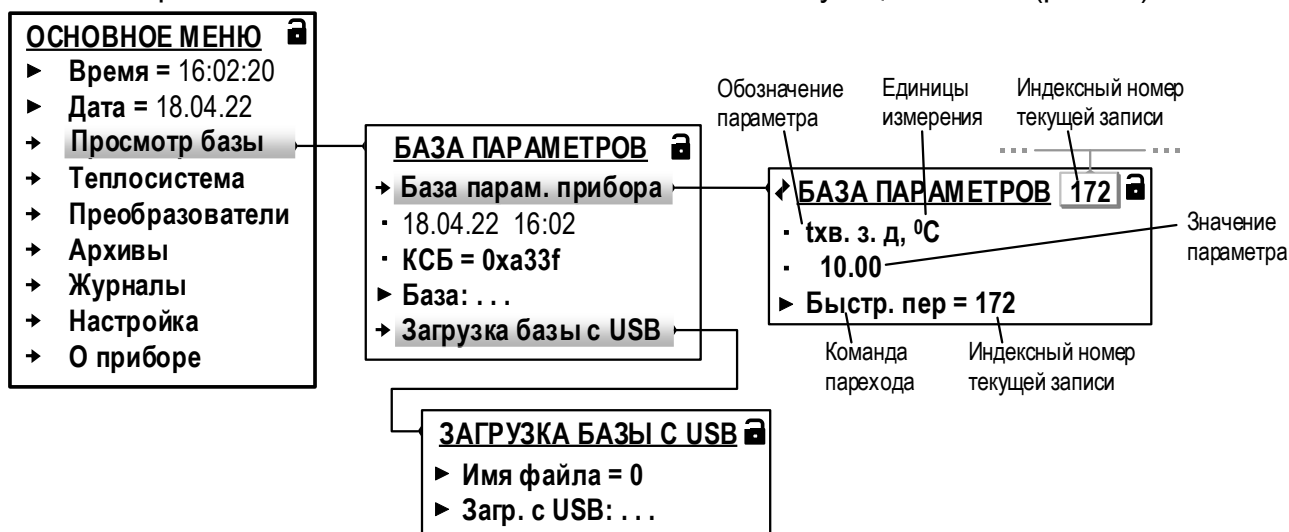 ОСНОВНОЕ МЕНЮ
Время = 16:02:20
Дата = 18.04.22
Просмотр базы
Теплосистема
Преобразователи
Архивы
Журналы
Настройка
О приборе
БАЗА ПАРАМЕТРОВ
База парам. прибора
18.04.22 16:02
КСБ = 0xa33f
База: . . .
Загрузка базы с USB
Обозначение
параметра
Единицы
измерения
Индексный номер
текущей записи
БАЗА ПАРАМЕТРОВ 172
tхв. з. д, ⁰С
10.00
Быстр. пер = 172
Значение
параметра
Команда
парехода
Индексный номер
текущей записи
ЗАГРУЗКА БАЗЫ С USB
Имя файла = 0
Загр. с USB: . . .